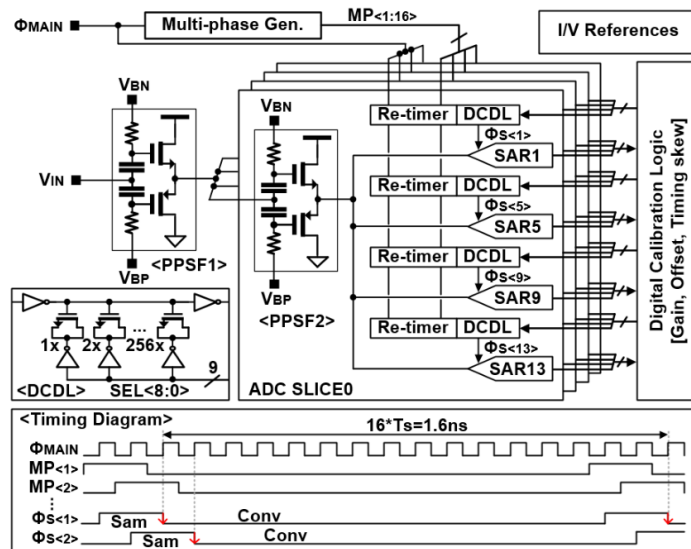 ΦMAIN
Multi-phase Gen.
MP<1:16>
I/V References
VBN
VIN
VBP
<PPSF1>
VBN
VBP
<PPSF2>
Re-timer DCDL
ΦS<1>
SAR1
Re-timer DCDL
ΦS<5>
SAR5
Re-timer DCDL
ΦS<9>
SAR9
Re-timer DCDL
ΦS<13>
SAR13
ADC SLICE0
Digital Calibration Logic
[Gain, Offset, Timing skew]
1x 2x ... 256x
<DCDL> SEL<8:0> 9
<Timing Diagram>
16*Ts=1.6ns
ΦMAIN
MP<1>
MP<2>
⋮
ΦS<1> Sam Conv
ΦS<2> Sam Conv